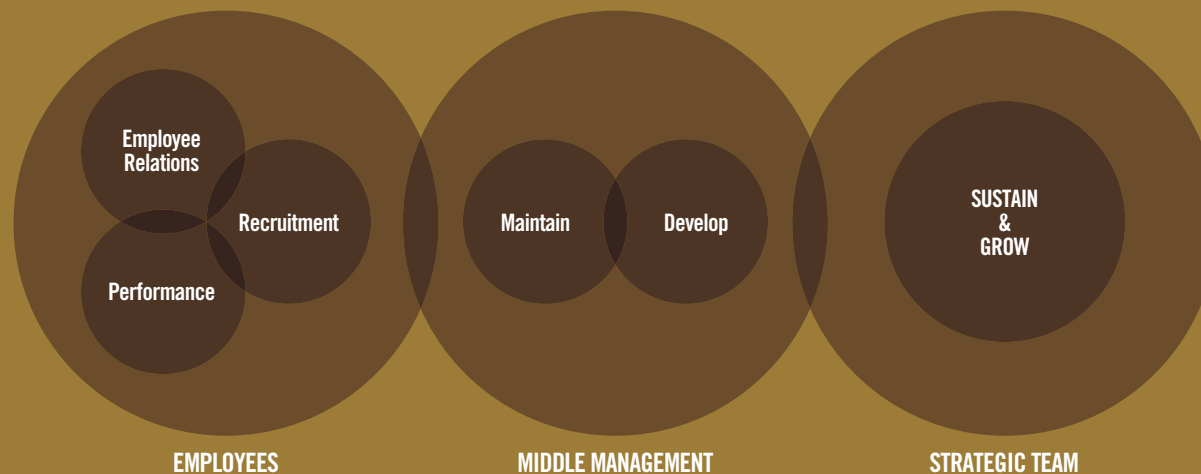 Employee
Relations
Recruitment
Performance
Maintain
Develop
SUSTAIN
&
GROW
EMPLOYEES
MIDDLE MANAGEMENT
STRATEGIC TEAM